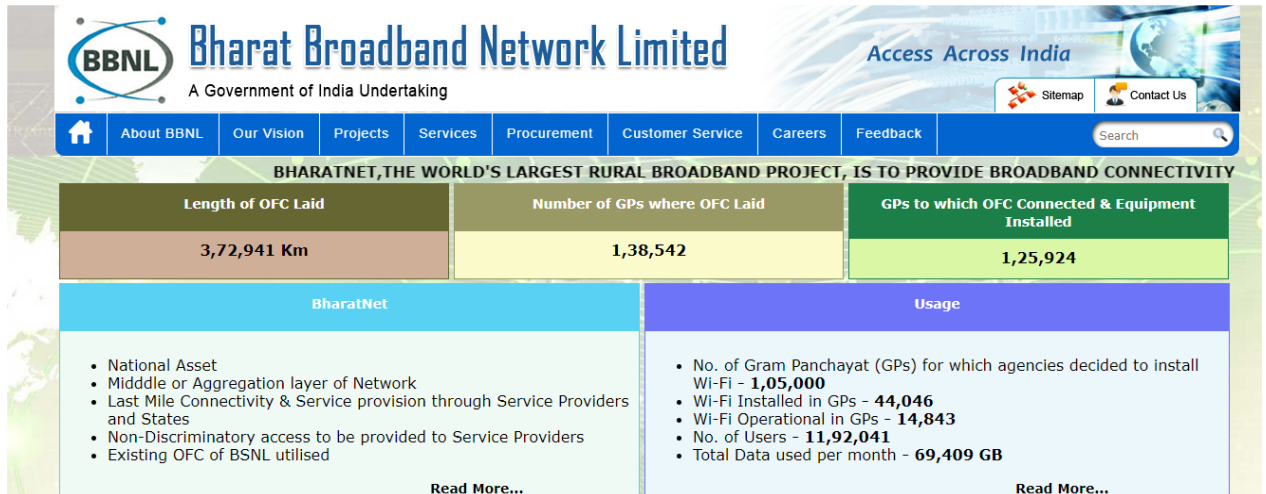 BBNL
Bharat Broadband Network Limited
A Government of India Undertaking
Access Across India
Sitemap
Contact Us
About BBNL
Our Vision
Projects
Services
Procurement
Customer Service
Careers
Feedback
Search
BHARATNET,THE WORLD'S LARGEST RURAL BROADBAND PROJECT, IS TO PROVIDE BROADBAND CONNECTIVITY
Length of OFC Laid
3,72,941 Km
Number of GPs where OFC Laid
1,38,542
GPs to which OFC Connected & Equipment
Installed
1,25,924
BharatNet
• National Asset
• Midddle or Aggregation layer of Network
• Last Mile Connectivity & Service provision through Service Providers
and States
• Non-Discriminatory access to be provided to Service Providers
• Existing OFC of BSNL utilised
Read More...
Usage
• No. of Gram Panchayat (GPs) for which agencies decided to install
Wi-Fi - 1,05,000
• Wi-Fi Installed in GPs - 44,046
• Wi-Fi Operational in GPs - 14,843
• No. of Users - 11,92,041
• Total Data used per month - 69,409 GB
Read More...